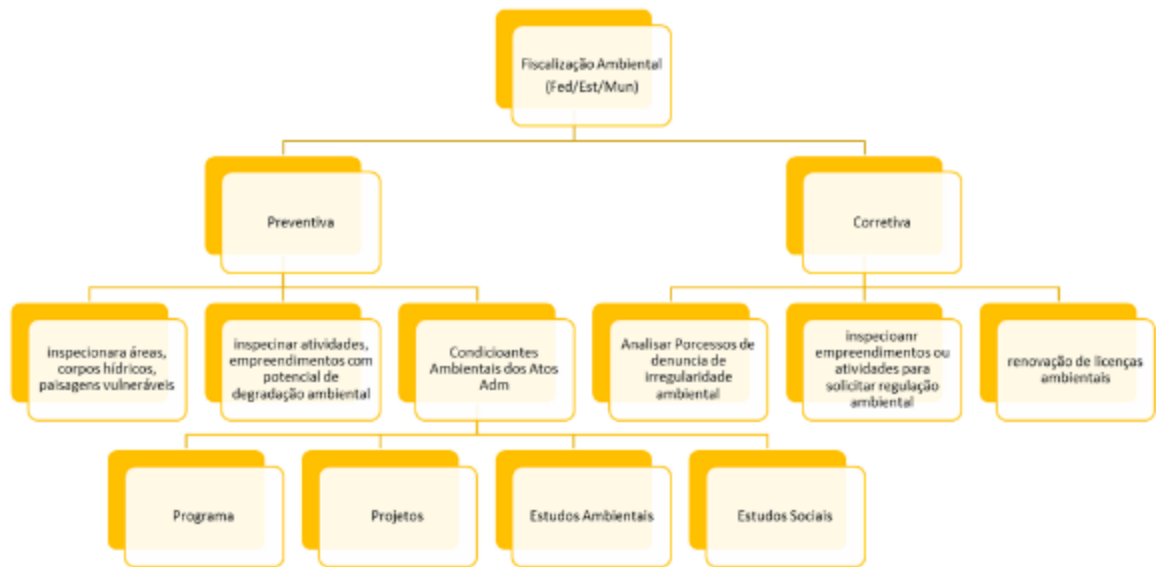 Fiscalização Ambiental
(Fed/Est/Mun)
Preventiva
Corretiva
inspecionara áreas,
corpos hídricos,
paisagens vulneráveis
inspecinar atividades,
empreendimentos com
potencial de
degradação ambiental
Condicioantes
Ambientais dos Atos
Adm
Analisar Porcessos de
denuncia de
irregularidade
ambiental
inspecioanr
empreendimentos ou
atividades para
solicitar regulação
ambiental
renovação de licenças
ambientais
Programa
Projetos
Estudos Ambientais
Estudos Sociais